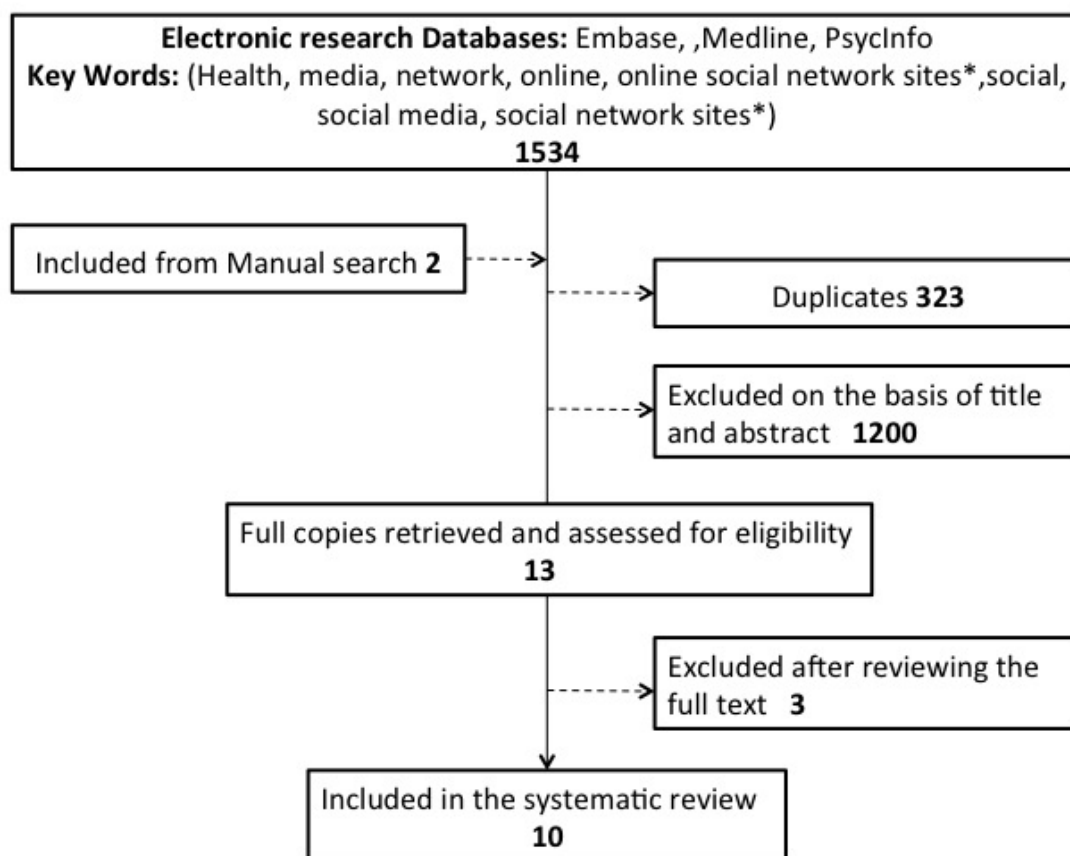 Electronic research Databases: Embase, ,Medline, PsycInfo
Key Words: (Health, media, network, online, online social network sites*,social,
social media, social network sites*)
1534
Included from Manual search 2
Duplicates 323
Excluded on the basis of title
and abstract 1200
Full copies retrieved and assessed for eligibility
13
Excluded after reviewing the
full text 3
Included in the systematic review
10